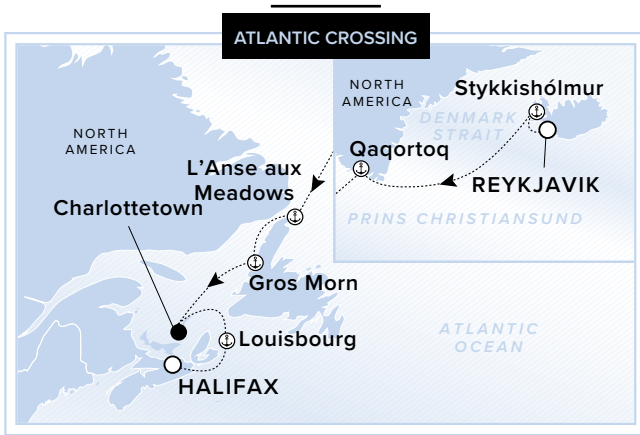 ATLANTIC CROSSING
NORTH
AMERICA
Stykkishólmur
DENMARK
STRAIT
Qaqortoq
REYKJAVIK
PRINS CHRISTIANSUND
NORTH
AMERICA
L'Anse aux
Meadows
Charlottetown
Gros Morn
Louisbourg
HALIFAX
ATLANTIC
OCEAN